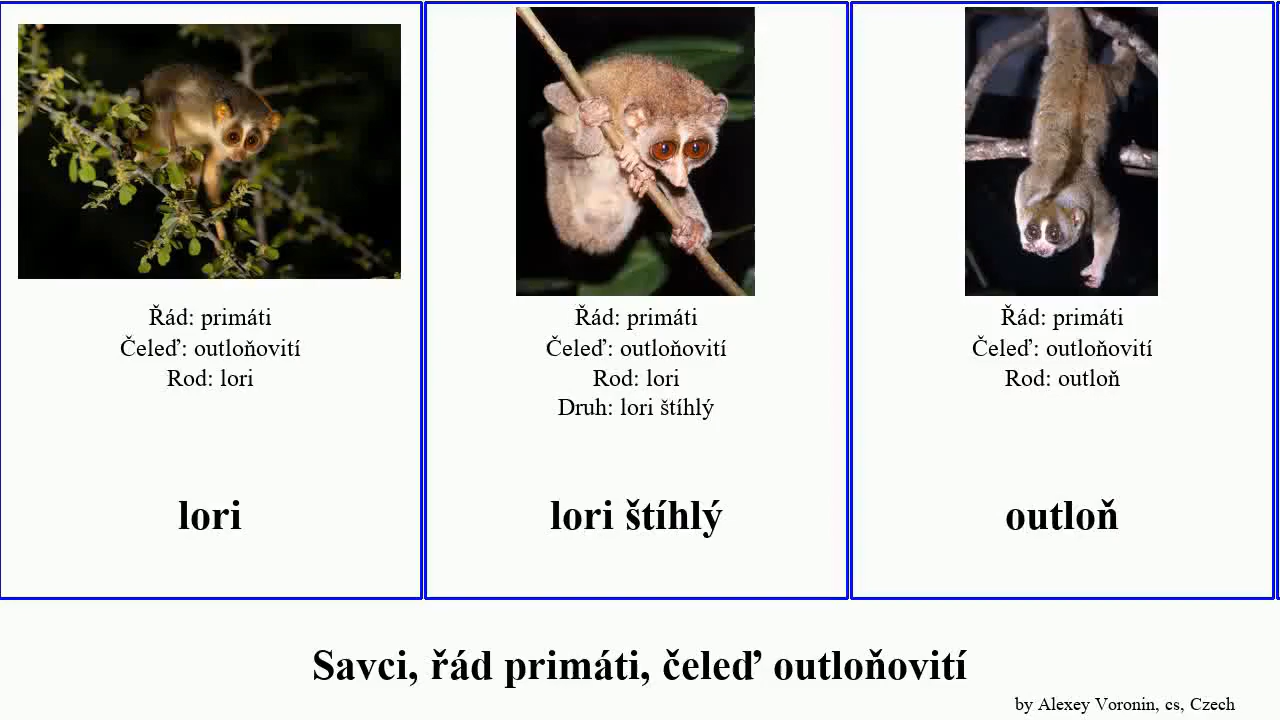 Řád: primáti
Čeleď: outloňovití
Rod: lori
lori
Řád: primáti
Čeleď: outloňovití
Rod: lori
Druh: lori štíhlý
lori štíhlý
Řád: primáti
Čeleď: outloňovití
Rod: outloň
outloň
Savci, řád primáti, čeleď outloňovití
by Alexey Voronin, cs, Czech